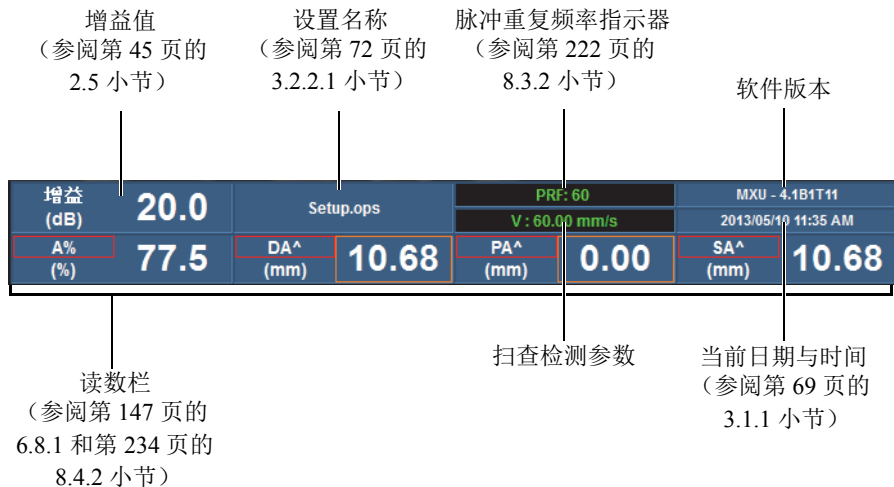 增益值
（参阅第 45 页的
2.5 小节）
设置名称
（参阅第 72 页的
3.2.2.1 小节）
脉冲重复频率指示器
（参阅第 222 页的
8.3.2 小节）
软件版本
增益
(dB)
20.0
Setup.ops
PRF: 60
V : 60.00 mm/s
MXU - 4.1B1T11
2013/05/10 11:35 AM
A%
(%)
77.5
DA^
(mm)
10.68
PA^
(mm)
0.00
SA^
(mm)
10.68
读数栏
（参阅第 147 页的
6.8.1 和第 234 页的
8.4.2 小节）
扫查检测参数
当前日期与时间
（参阅第 69 页的
3.1.1 小节）